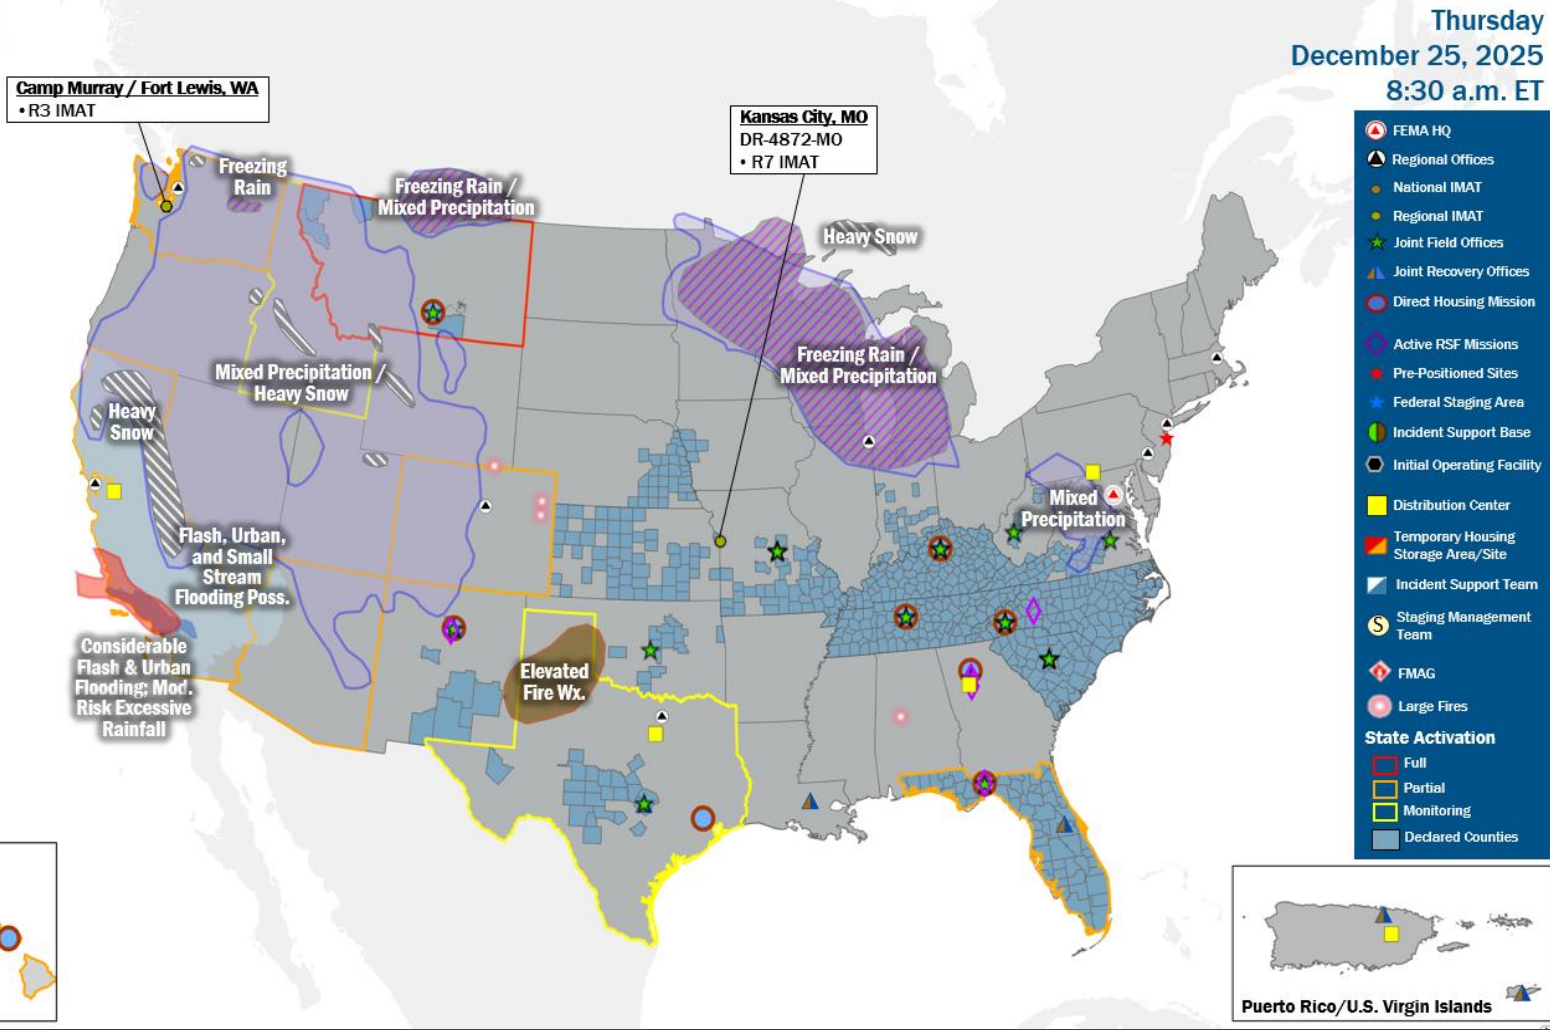 Thursday
December 25, 2025
8:30 a.m. ET
Camp Murray / Fort Lewis, WA
• R3 IMAT
Kansas City, MO
DR-4872-MO
• R7 IMAT
Freezing
Rain
Freezing Rain /
Mixed Precipitation
Heavy Snow
Mixed Precipitation /
Heavy Snow
Freezing Rain /
Mixed Precipitation
Heavy
Snow
Mixed
Precipitation
Flash, Urban,
and Small
Stream
Flooding Poss.
Considerable
Flash & Urban
Flooding; Mod.
Risk Excessive
Rainfall
Elevated
Fire Wx.
FEMA HQ
Regional Offices
National IMAT
Regional IMAT
Joint Field Offices
Joint Recovery Offices
Direct Housing Mission
Active RSF Missions
Pre-Positioned Sites
Federal Staging Area
Incident Support Base
Initial Operating Facility
Distribution Center
Temporary Housing
Storage Area/Site
Incident Support Team
S
Staging Management
Team
FMAG
Large Fires
State Activation
Full
Partial
Monitoring
Declared Counties
Puerto Rico/U.S. Virgin Islands